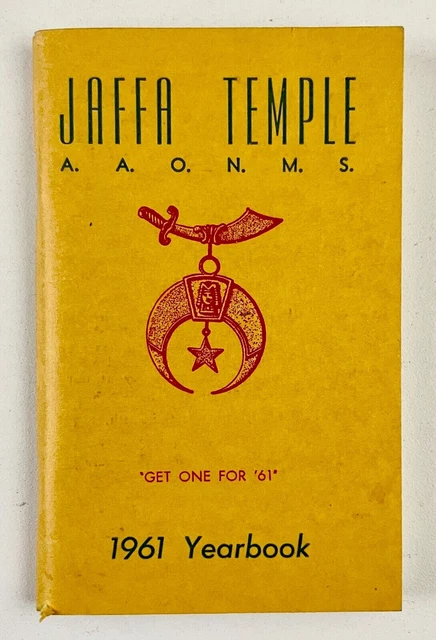 JAFFA TEMPLE
A. A. O. N. M. S.
"GET ONE FOR '61"
1961 Yearbook